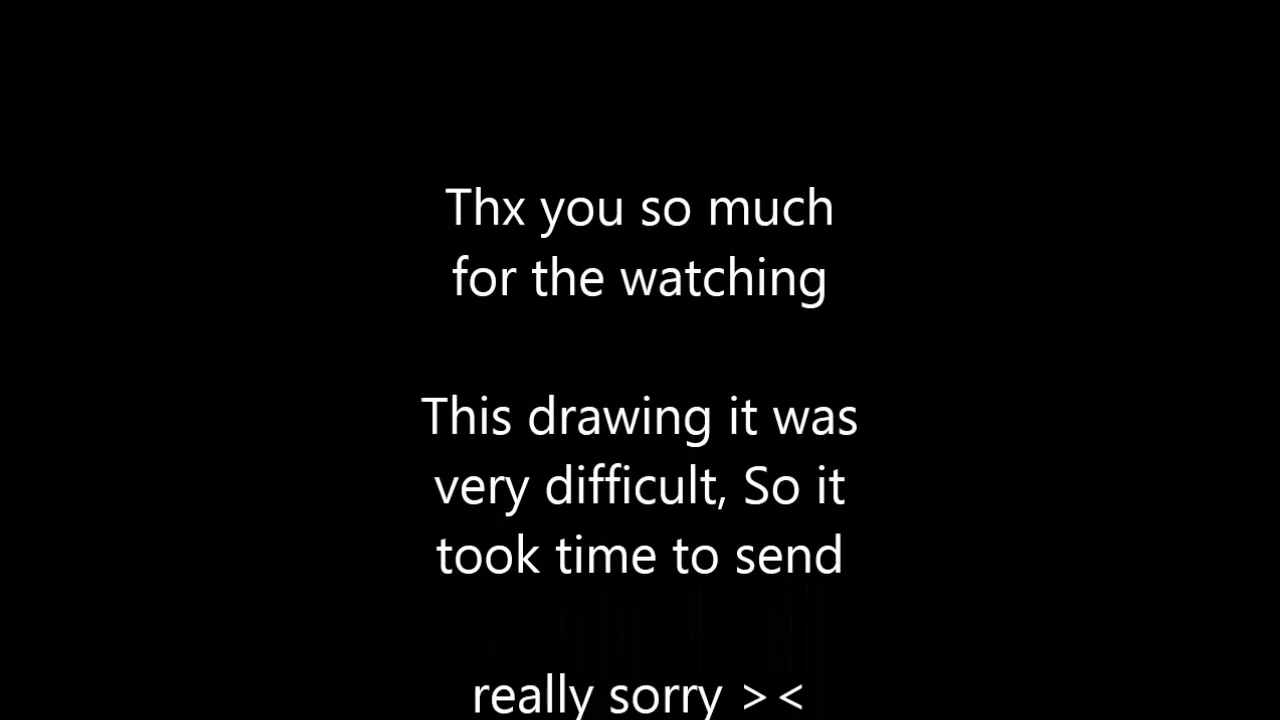 Thx you so much
for the watching
This drawing it was
very difficult, So it
took time to send
really sorry ><